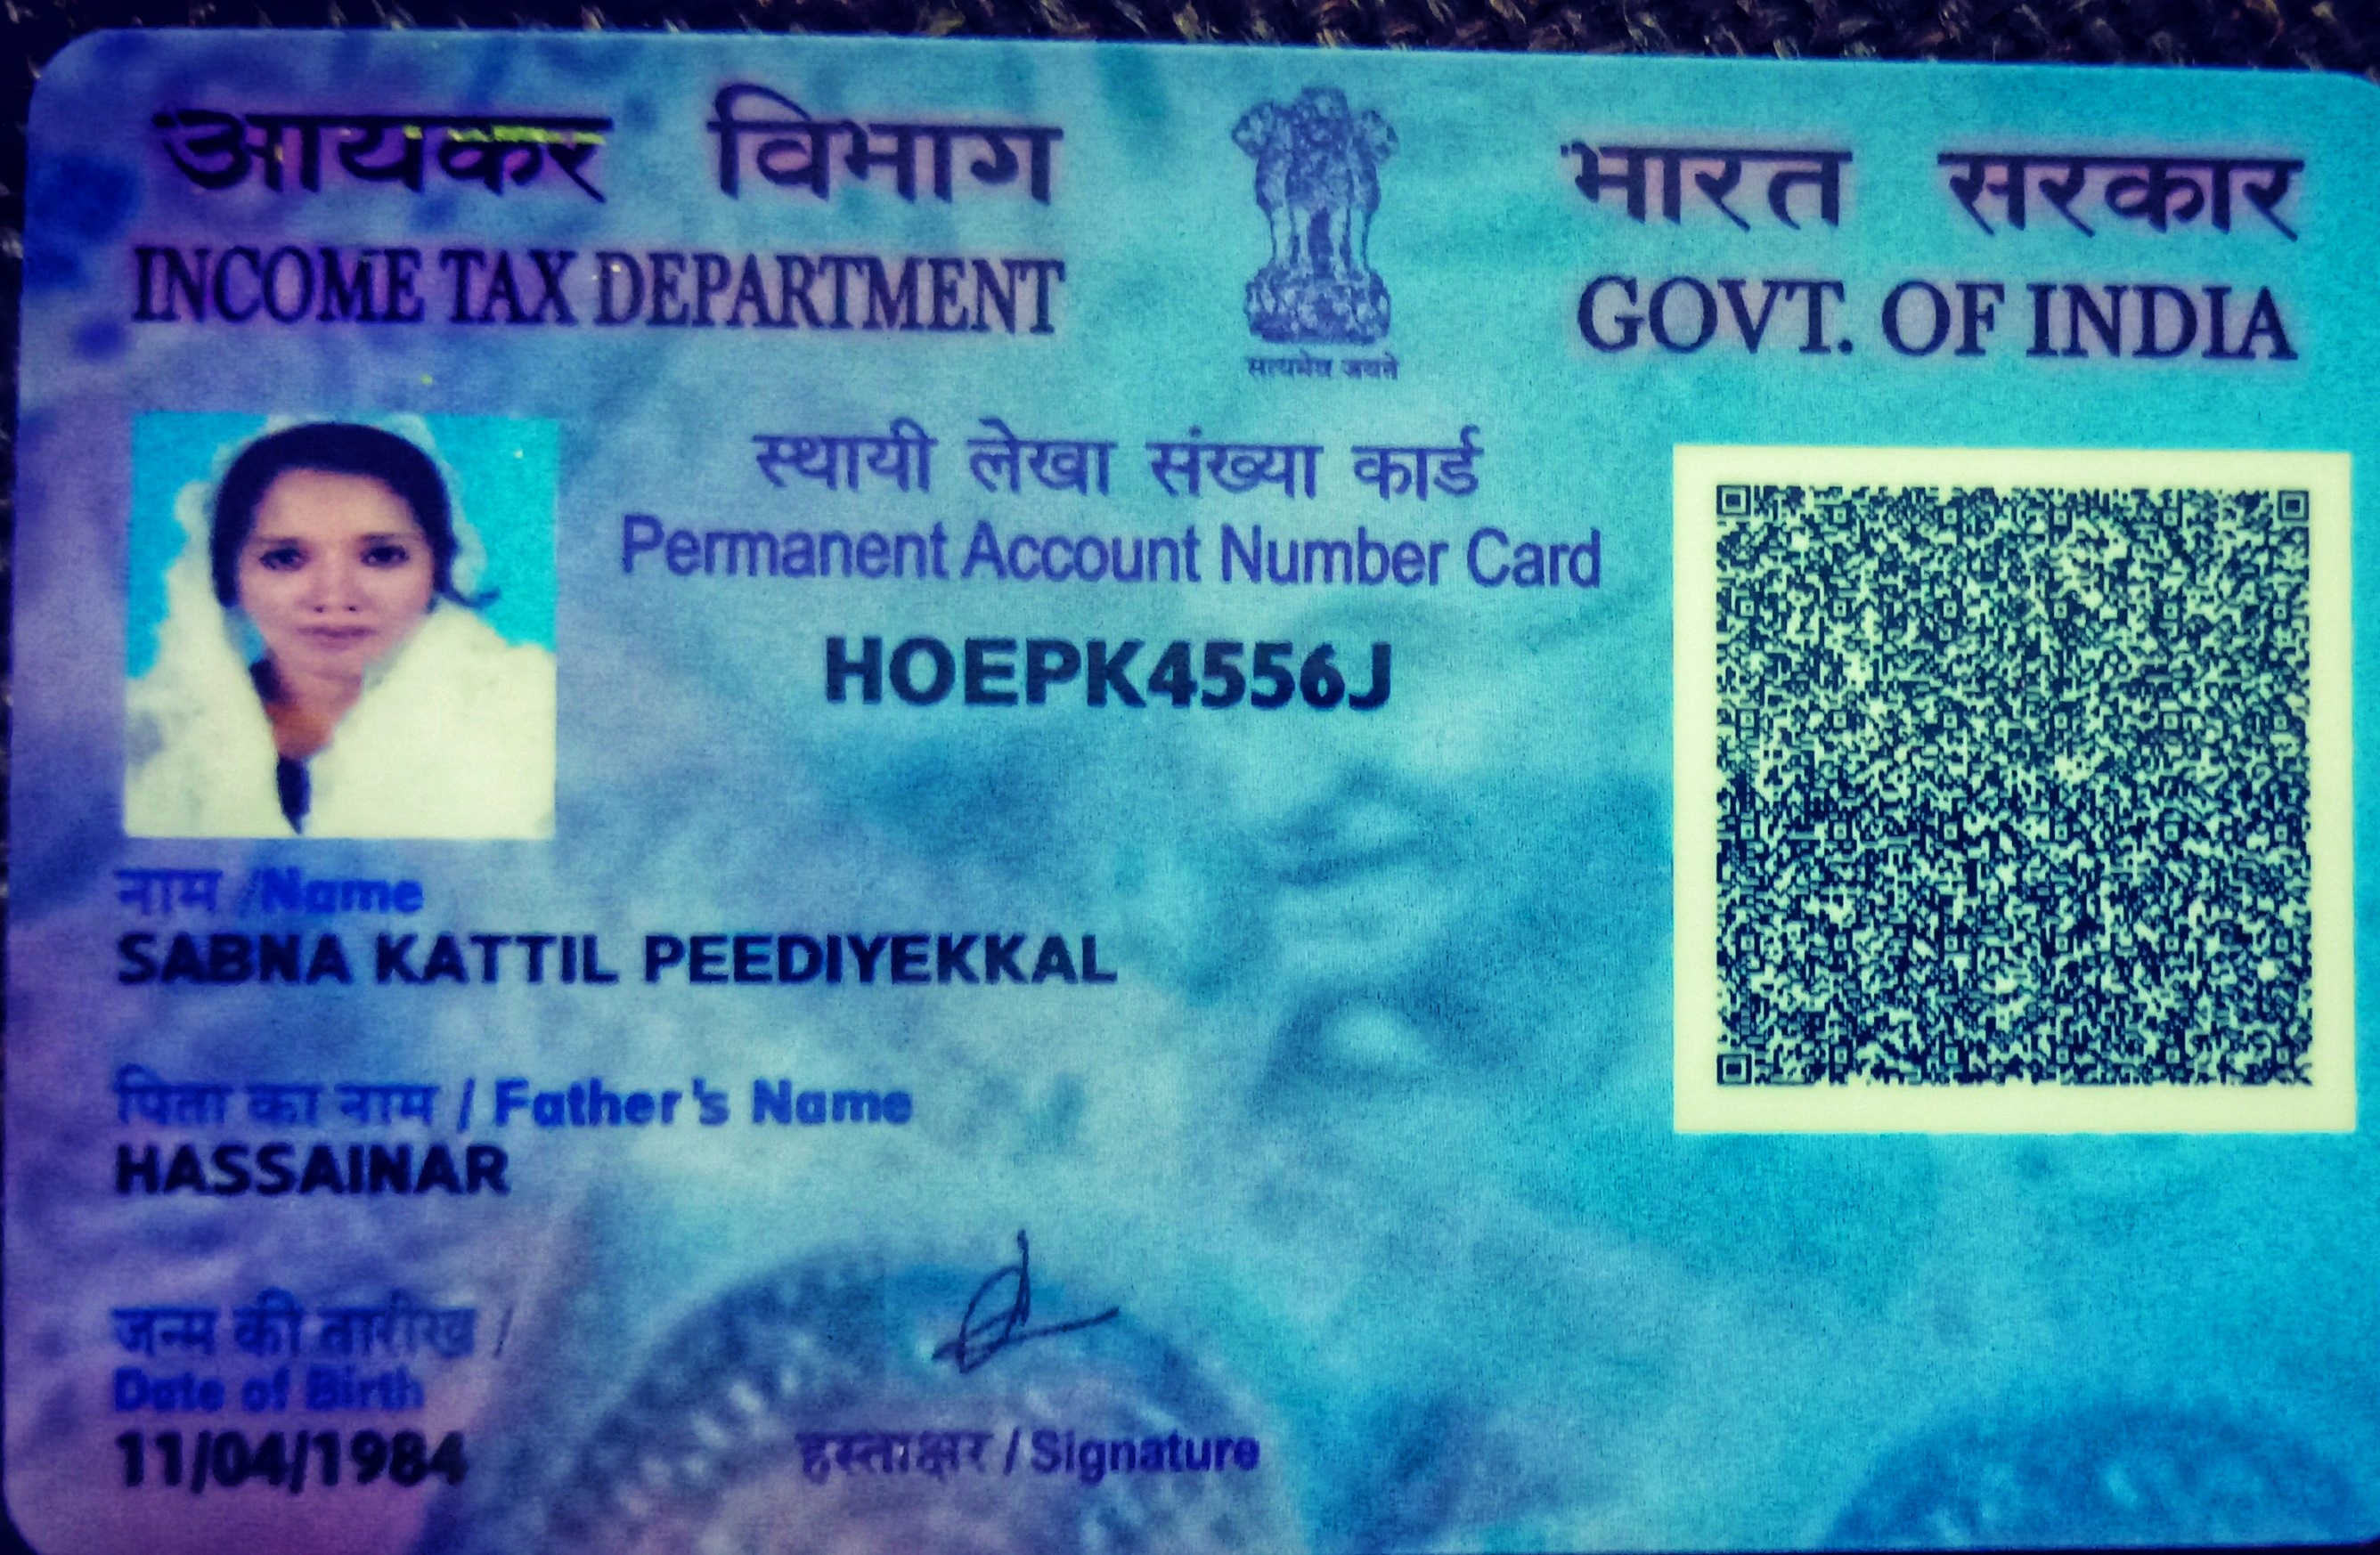 आयकर विभाग
INCOME TAX DEPARTMENT
सत्यमेव जयते
भारत सरकार
GOVT. OF INDIA
स्थायी लेखा संख्या कार्ड
Permanent Account Number Card
HOEPK4556J
नाम /Name
SABNA KATTIL PEEDIYEKKAL
पिता का नाम / Father's Name
HASSAINAR
जन्म की तारीख /
Date of Birth
11/04/1984
हस्ताक्षर / Signature